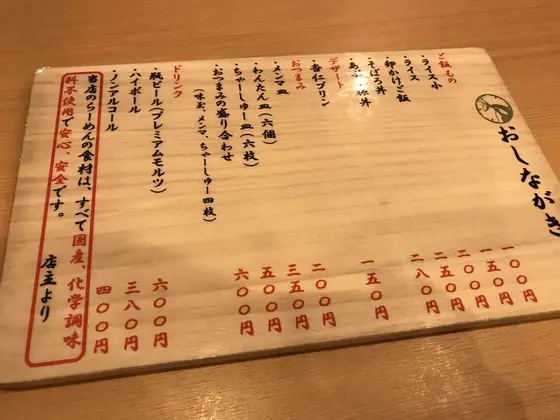 おしながき
ご飯もの
・ライス小 一〇〇円
・ライス 一五〇円
・卵かけご飯 二〇〇円
・そぼろ丼 二五〇円
・あぶり豚丼 二八〇円
デザート
・杏仁プリン 一五〇円
おつまみ
・メンマ皿 二〇〇円
・わんたん皿（六個） 三五〇円
・ちゃーしゅー皿（六枚） 五〇〇円
・おつまみの盛り合わせ 六〇〇円
（味玉、メンマ、ちゃーしゅー四枚）
ドリンク
・瓶ビール（プレミアムモルツ） 六〇〇円
・ハイボール 三八〇円
・ノンアルコール 四〇〇円
当店のらーめんの食材は、すべて国産、化学調味
料不使用で安心、安全です。 店主より